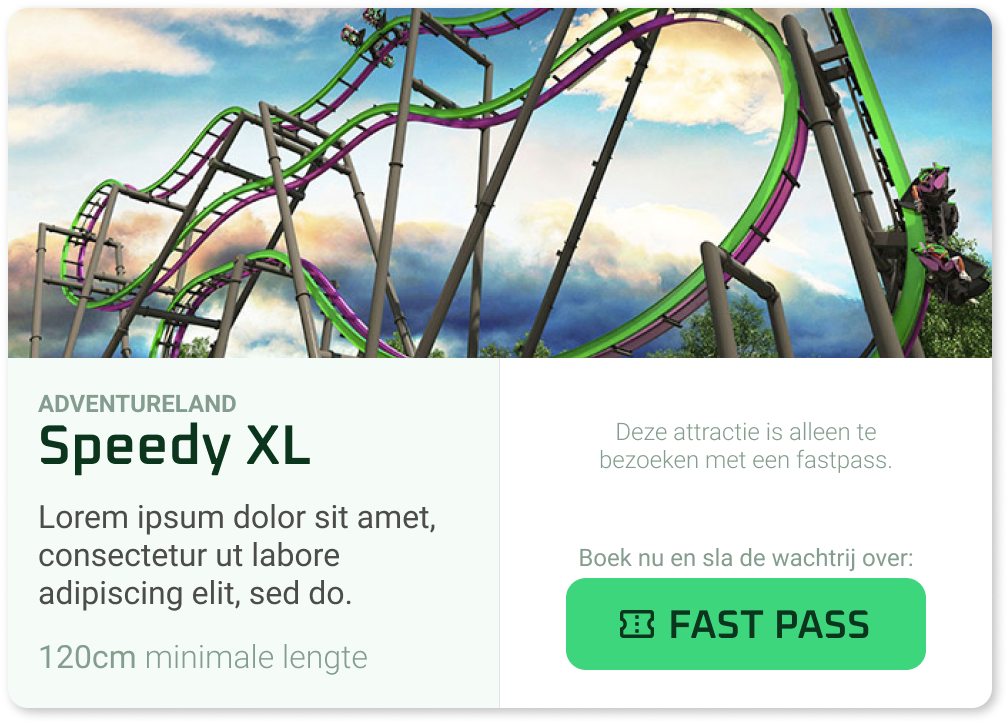 ADVENTURELAND
Speedy XL
Lorem ipsum dolor sit amet,
consectetur ut labore
adipiscing elit, sed do.
120cm minimale lengte
Deze attractie is alleen te
bezoeken met een fastpass.
Boek nu en sla de wachtrij over:
FAST PASS